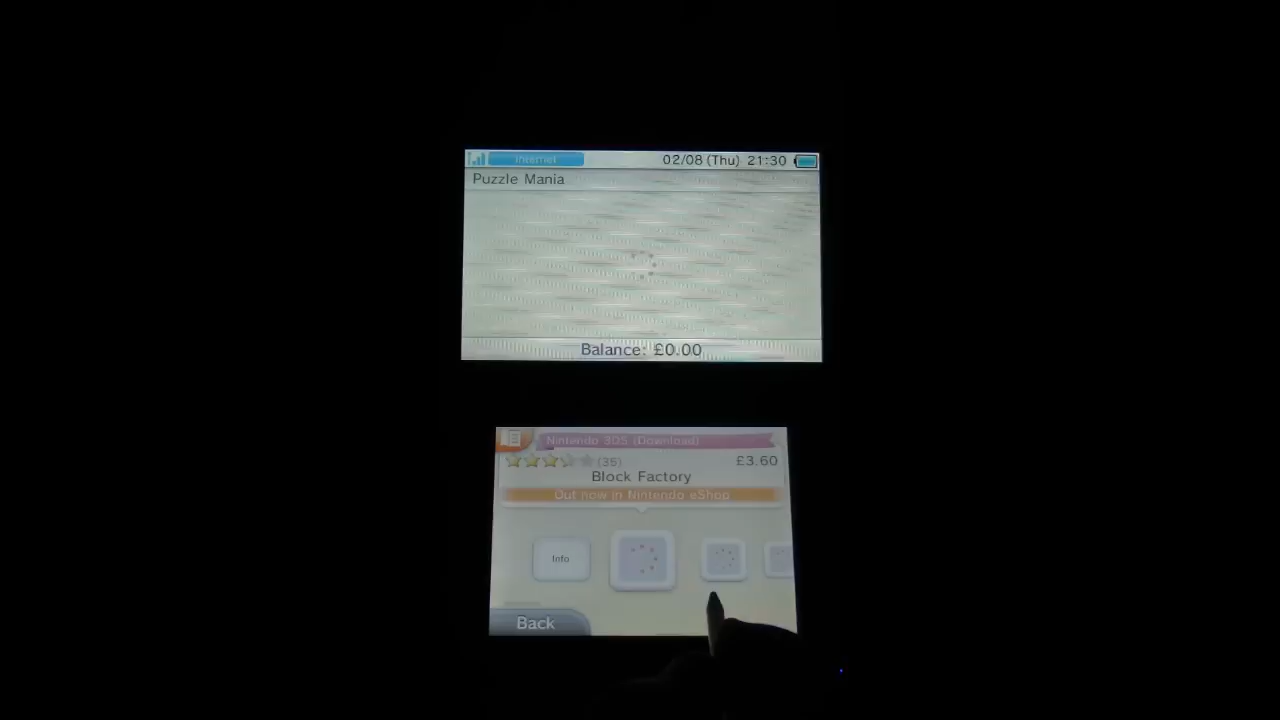 Internet 02/08 (Thu) 21:30
Puzzle Mania
Balance: £0.00
Nintendo 3DS (Download)
(35) £3.60
Block Factory
Out now in Nintendo eShop
Info
Back